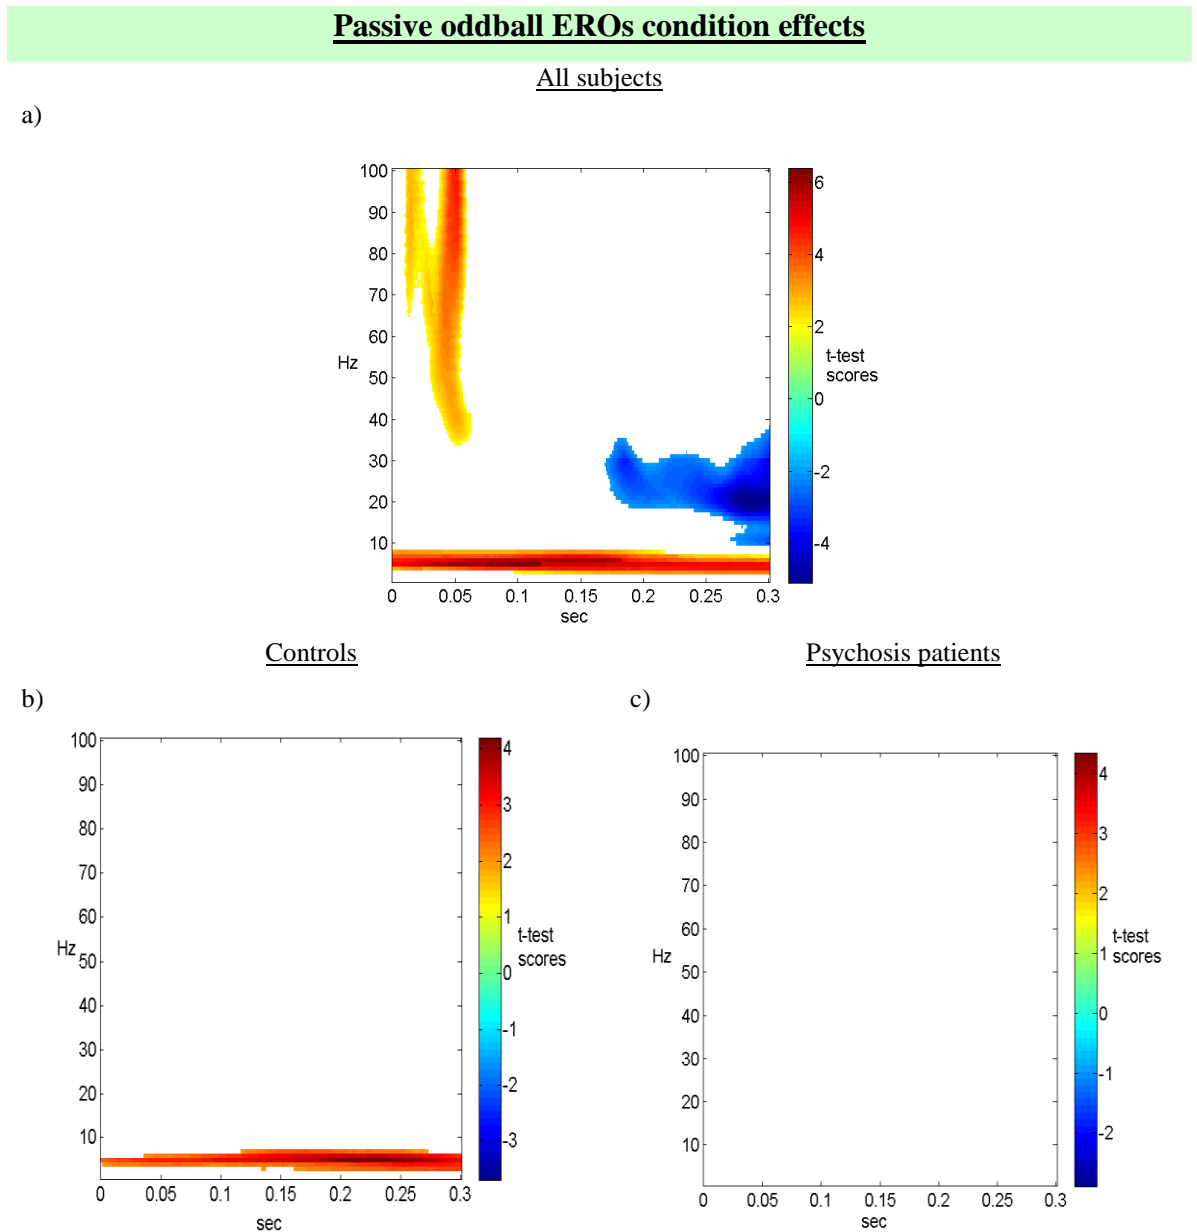 Passive oddball EROs condition effects
All subjects
a)
100
90
80
70
60
50
40
30
20
10
Hz
0 0.05 0.1 0.15 0.2 0.25 0.3
sec
6
4
2
0
-2
-4
t-test
scores
Controls
Psychosis patients
b)
c)
100
90
80
70
60
50
40
30
20
10
Hz
0 0.05 0.1 0.15 0.2 0.25 0.3
sec
4
3
2
1
0
-1
-2
-3
t-test
scores
100
90
80
70
60
50
40
30
20
10
Hz
0 0.05 0.1 0.15 0.2 0.25 0.3
sec
4
3
2
1
0
-1
-2
t-test
scores